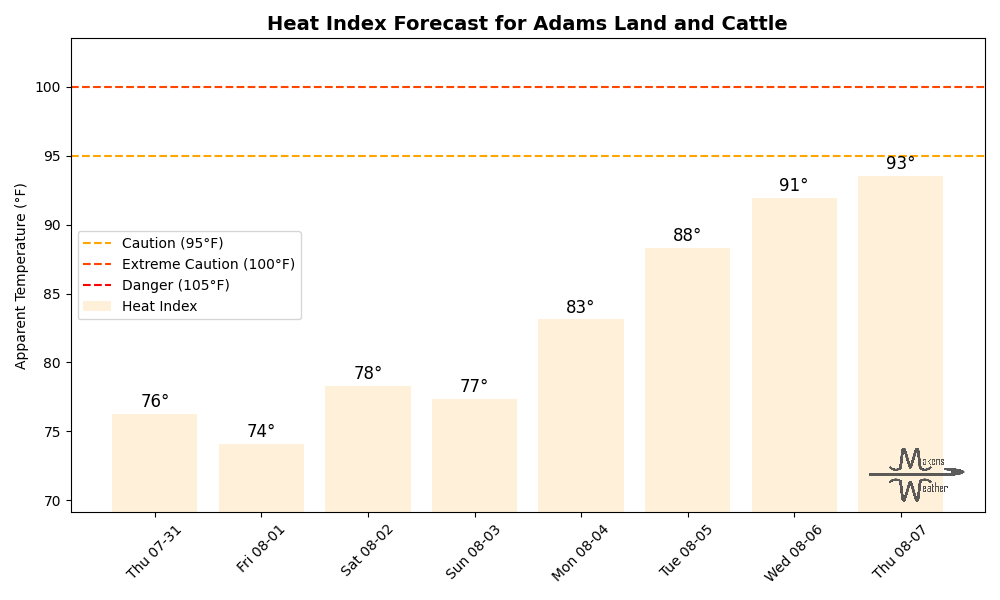 Heat Index Forecast for Adams Land and Cattle
Apparent Temperature (°F)
100
95
90
85
80
75
70
Caution (95°F)
Extreme Caution (100°F)
Danger (105°F)
Heat Index
76°
74°
78°
77°
83°
88°
91°
93°
Thu 07-31
Fri 08-01
Sat 08-02
Sun 08-03
Mon 08-04
Tue 08-05
Wed 08-06
Thu 08-07